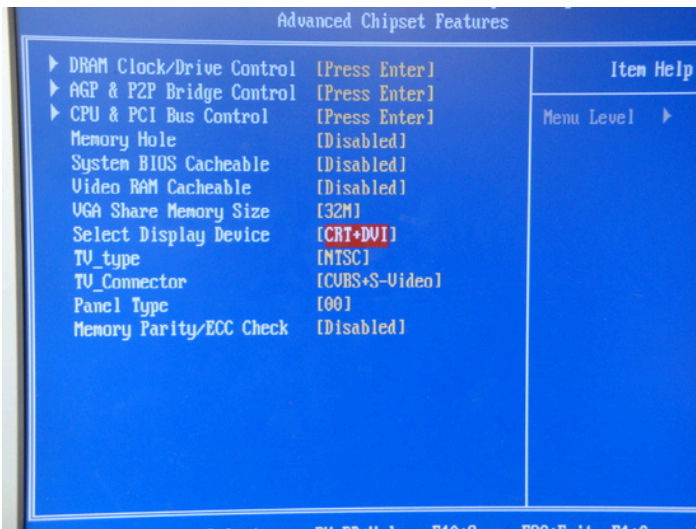 Advanced Chipset Features
DRAM Clock/Drive Control [Press Enter]
AGP & P2P Bridge Control [Press Enter]
CPU & PCI Bus Control [Press Enter]
Memory Hole [Disabled]
System BIOS Cacheable [Disabled]
Video RAM Cacheable [Disabled]
VGA Share Memory Size [32M]
Select Display Device [CRT+DVI]
TV_type [NTSC]
TV_Connector [CVBS+S-Video]
Panel Type [00]
Memory Parity/ECC Check [Disabled]
Item Help
Menu Level